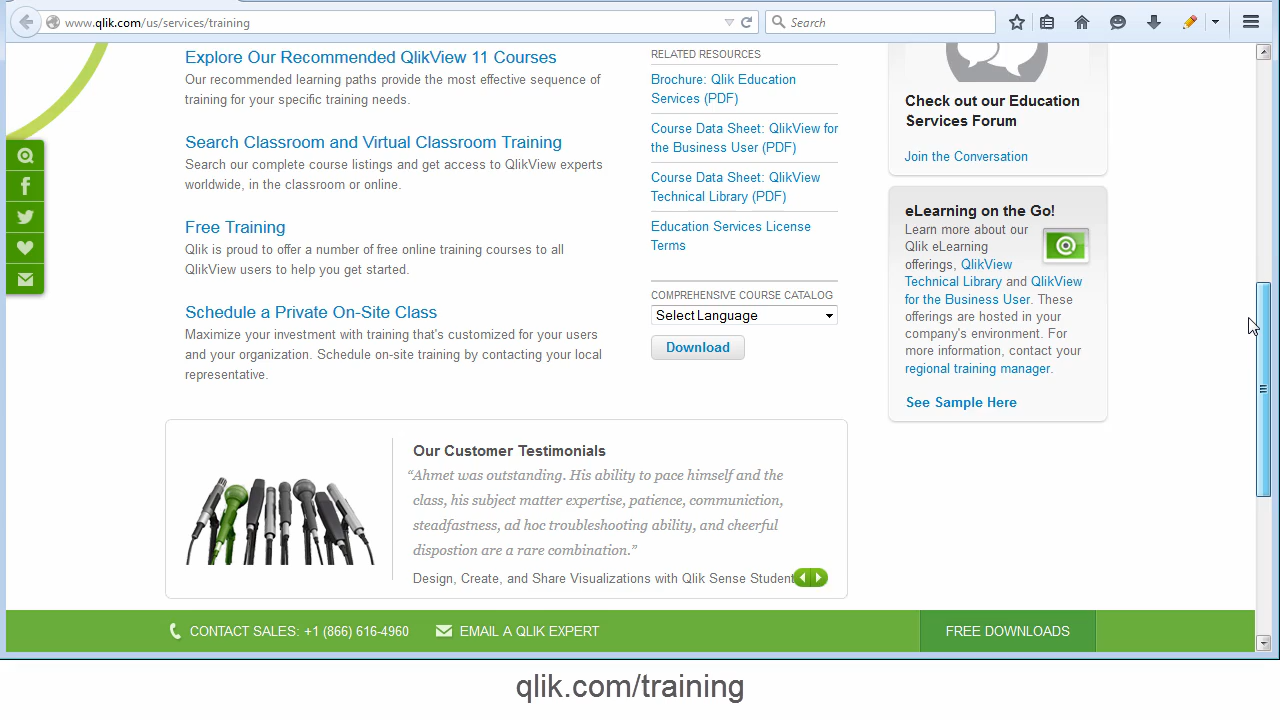 www.qlik.com/us/services/training
Search
Explore Our Recommended QlikView 11 Courses
Our recommended learning paths provide the most effective sequence of
training for your specific training needs.
Search Classroom and Virtual Classroom Training
Search our complete course listings and get access to QlikView experts
worldwide, in the classroom or online.
Free Training
Qlik is proud to offer a number of free online training courses to all
QlikView users to help you get started.
Schedule a Private On-Site Class
Maximize your investment with training that's customized for your users
and your organization. Schedule on-site training by contacting your local
representative.
RELATED RESOURCES
Brochure: Qlik Education
Services (PDF)
Course Data Sheet: QlikView for
the Business User (PDF)
Course Data Sheet: QlikView
Technical Library (PDF)
Education Services License
Terms
COMPREHENSIVE COURSE CATALOG
Select Language
Download
Check out our Education
Services Forum
Join the Conversation
eLearning on the Go!
Learn more about our
Qlik eLearning
offerings, QlikView
Technical Library and QlikView
for the Business User. These
offerings are hosted in your
company's environment. For
more information, contact your
regional training manager.
See Sample Here
Our Customer Testimonials
“Ahmet was outstanding. His ability to pace himself and the
class, his subject matter expertise, patience, communiction,
steadfastness, ad hoc troubleshooting ability, and cheerful
dispostion are a rare combination.”
Design, Create, and Share Visualizations with Qlik Sense Student
CONTACT SALES: +1 (866) 616-4960
EMAIL A QLIK EXPERT
FREE DOWNLOADS
qlik.com/training